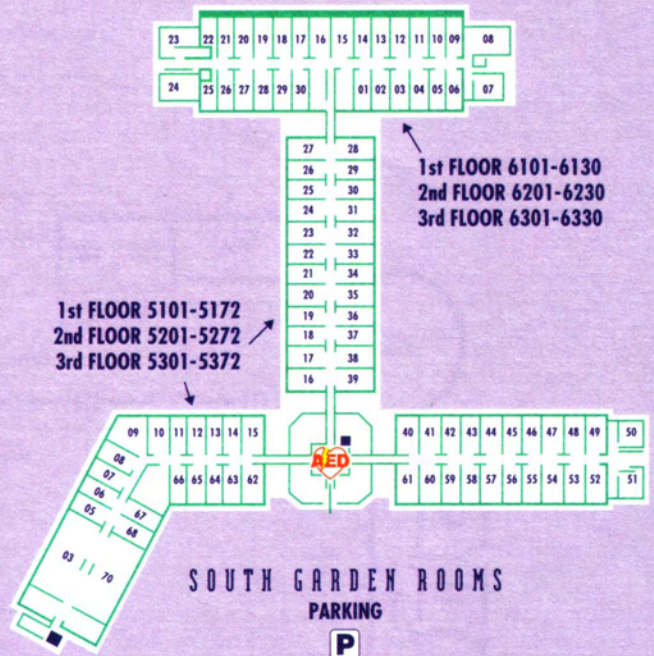 23 22 21 20 19 18 17 16 15 14 13 12 11 10 09 08
24 25 26 27 28 29 30 01 02 03 04 05 06 07
1st FLOOR 6101-6130
2nd FLOOR 6201-6230
3rd FLOOR 6301-6330
27 28
26 29
25 30
24 31
23 32
22 33
21 34
20 35
19 36
18 37
17 38
16 39
1st FLOOR 5101-5172
2nd FLOOR 5201-5272
3rd FLOOR 5301-5372
09 10 11 12 13 14 15
08
07
06
05
66 65 64 63 62
67
68
03 70
AED
40 41 42 43 44 45 46 47 48 49 50
61 60 59 58 57 56 55 54 53 52 51
SOUTH GARDEN ROOMS
PARKING
P